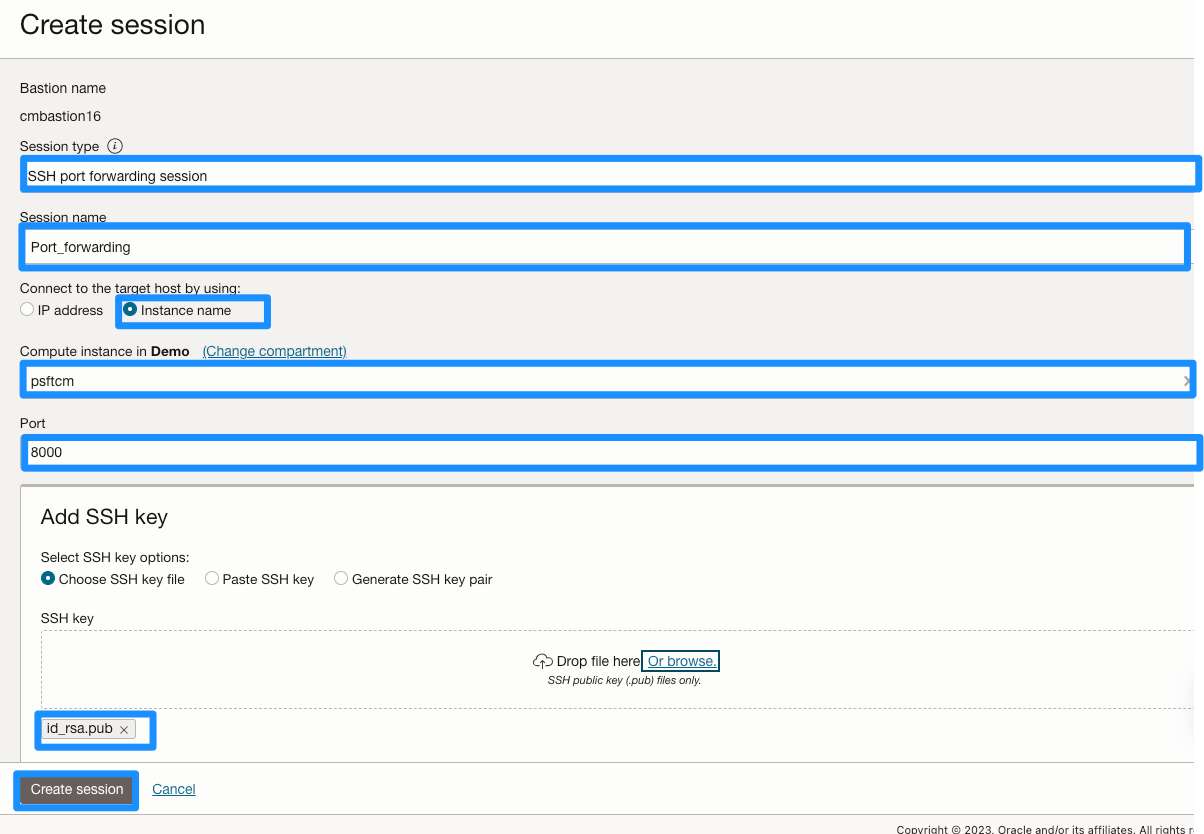 Create session
Bastion name
cmbastion16
Session type
SSH port forwarding session
Session name
Port_forwarding
Connect to the target host by using:
IP address Instance name
Compute instance in Demo (Change compartment)
psftcm
Port
8000
Add SSH key
Select SSH key options:
Choose SSH key file Paste SSH key Generate SSH key pair
SSH key
Drop file here Or browse.
SSH public key (.pub) files only.
id_rsa.pub ×
Create session Cancel
Copyright © 2023, Oracle and/or its affiliates. All rights